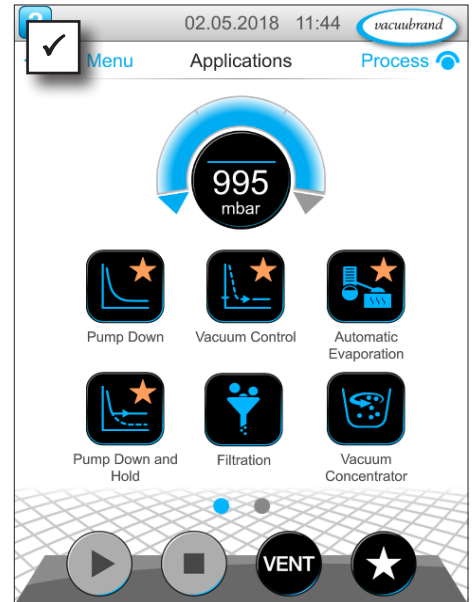 02.05.2018 11:44 vacuubrand
Menu Applications Process
995
mbar
Pump Down Vacuum Control Automatic
Evaporation
Pump Down and
Hold
Filtration
Vacuum
Concentrator
VENT